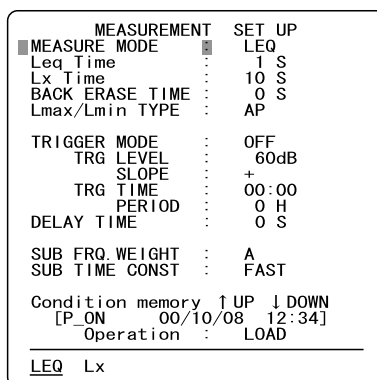 MEASUREMENT SET UP
MEASURE MODE : LEQ
Leq Time : 1 S
Lx Time : 10 S
BACK ERASE TIME : 0 S
Lmax/Lmin TYPE : AP
TRIGGER MODE : OFF
TRG LEVEL : 60dB
SLOPE : +
TRG TIME : 00:00
PERIOD : 0 H
DELAY TIME : 0 S
SUB FRQ.WEIGHT : A
SUB TIME CONST : FAST
Condition memory ↑UP ↓DOWN
[P_ON 00/10/08 12:34]
Operation : LOAD
LEQ Lx